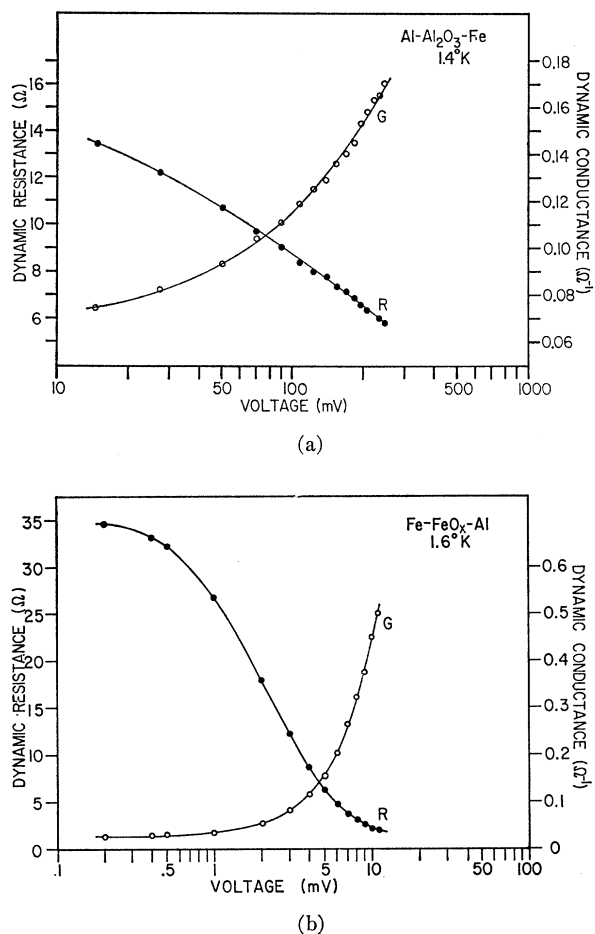 Al-Al₂O₃-Fe
1.4°K
DYNAMIC RESISTANCE (Ω)
16
14
12
10
8
6
G
R
0.18
0.16
0.14
0.12
0.10
0.08
0.06
DYNAMIC CONDUCTANCE (Ω⁻¹)
10 50 100 500 1000
VOLTAGE (mV)
(a)
Fe-FeOₓ-Al
1.6°K
DYNAMIC RESISTANCE (Ω)
35
30
25
20
15
10
5
0
G
R
0.6
0.5
0.4
0.3
0.2
0.1
0
DYNAMIC CONDUCTANCE (Ω⁻¹)
.1 .5 1 5 10 50 100
VOLTAGE (mV)
(b)